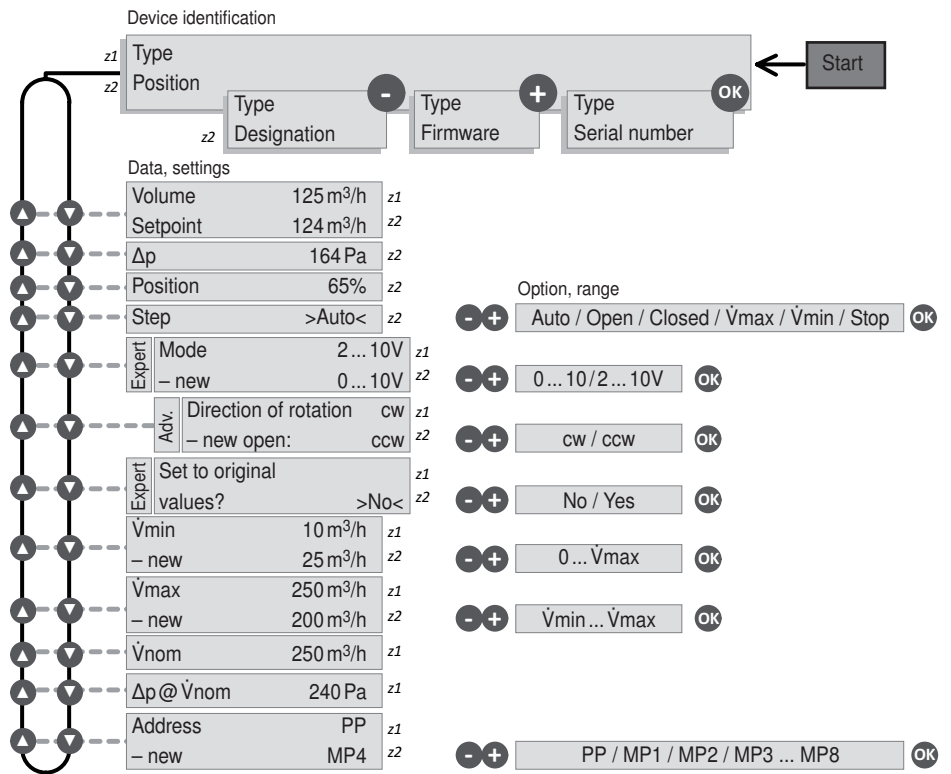 Device identification
z1 Type
z2 Position
Start
Type - Type + Type OK
z2 Designation Firmware Serial number
Data, settings
Volume 125 m³/h z1
Setpoint 124 m³/h z2
Δp 164 Pa z2
Position 65% z2
Option, range
Step >Auto< z2 - + Auto / Open / Closed / V̇max / V̇min / Stop OK
Expert
Mode 2 ... 10V z1
– new 0 ... 10V z2 - + 0 ... 10 / 2 ... 10V OK
Adv.
Direction of rotation cw z1
– new open: ccw z2 - + cw / ccw OK
Expert
Set to original z1
values? >No< z2 - + No / Yes OK
V̇min 10 m³/h z1
– new 25 m³/h z2 - + 0 ... V̇max OK
V̇max 250 m³/h z1
– new 200 m³/h z2 - + V̇min ... V̇max OK
V̇nom 250 m³/h z1
Δp @ V̇nom 240 Pa z1
Address PP z1
– new MP4 z2 - + PP / MP1 / MP2 / MP3 ... MP8 OK